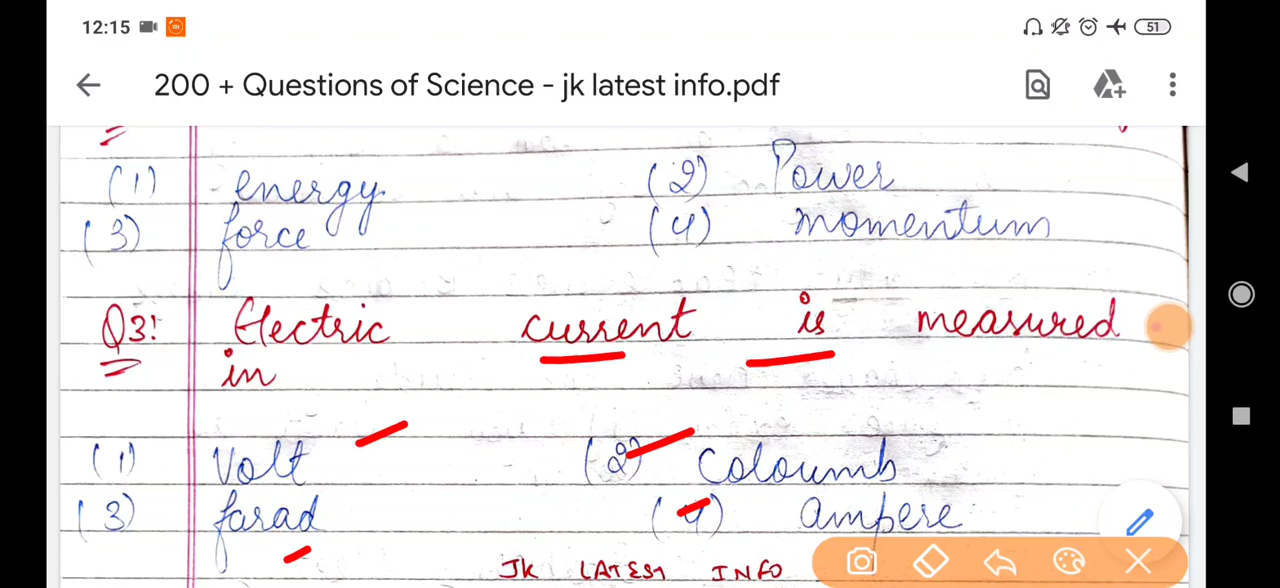 12:15
51
200 + Questions of Science - jk latest info.pdf
(1) energy (2) Power
(3) force (4) momentum
Q3: Electric current is measured
in
(1) Volt (2) Coloumb
(3) farad (4) ampere
JK LATEST INFO